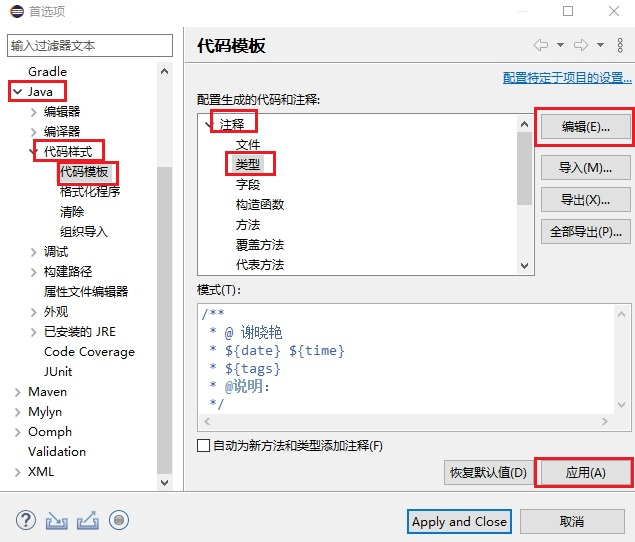 首选项
输入过滤器文本
Gradle
Java
编辑器
编译器
代码样式
代码模板
格式化程序
清除
组织导入
调试
构建路径
属性文件编辑器
外观
已安装的 JRE
Code Coverage
JUnit
Maven
Mylyn
Oomph
Validation
XML
代码模板
配置特定于项目的设置...
配置生成的代码和注释:
注释
文件
类型
字段
构造函数
方法
覆盖方法
代表方法
编辑(E)...
导入(M)...
导出(X)...
全部导出(P)...
模式(T):
/**
 * @ 谢晓艳
 * ${date} ${time}
 * ${tags}
 * @说明：
 */
自动为新方法和类型添加注释(F)
恢复默认值(D)
应用(A)
Apply and Close
取消